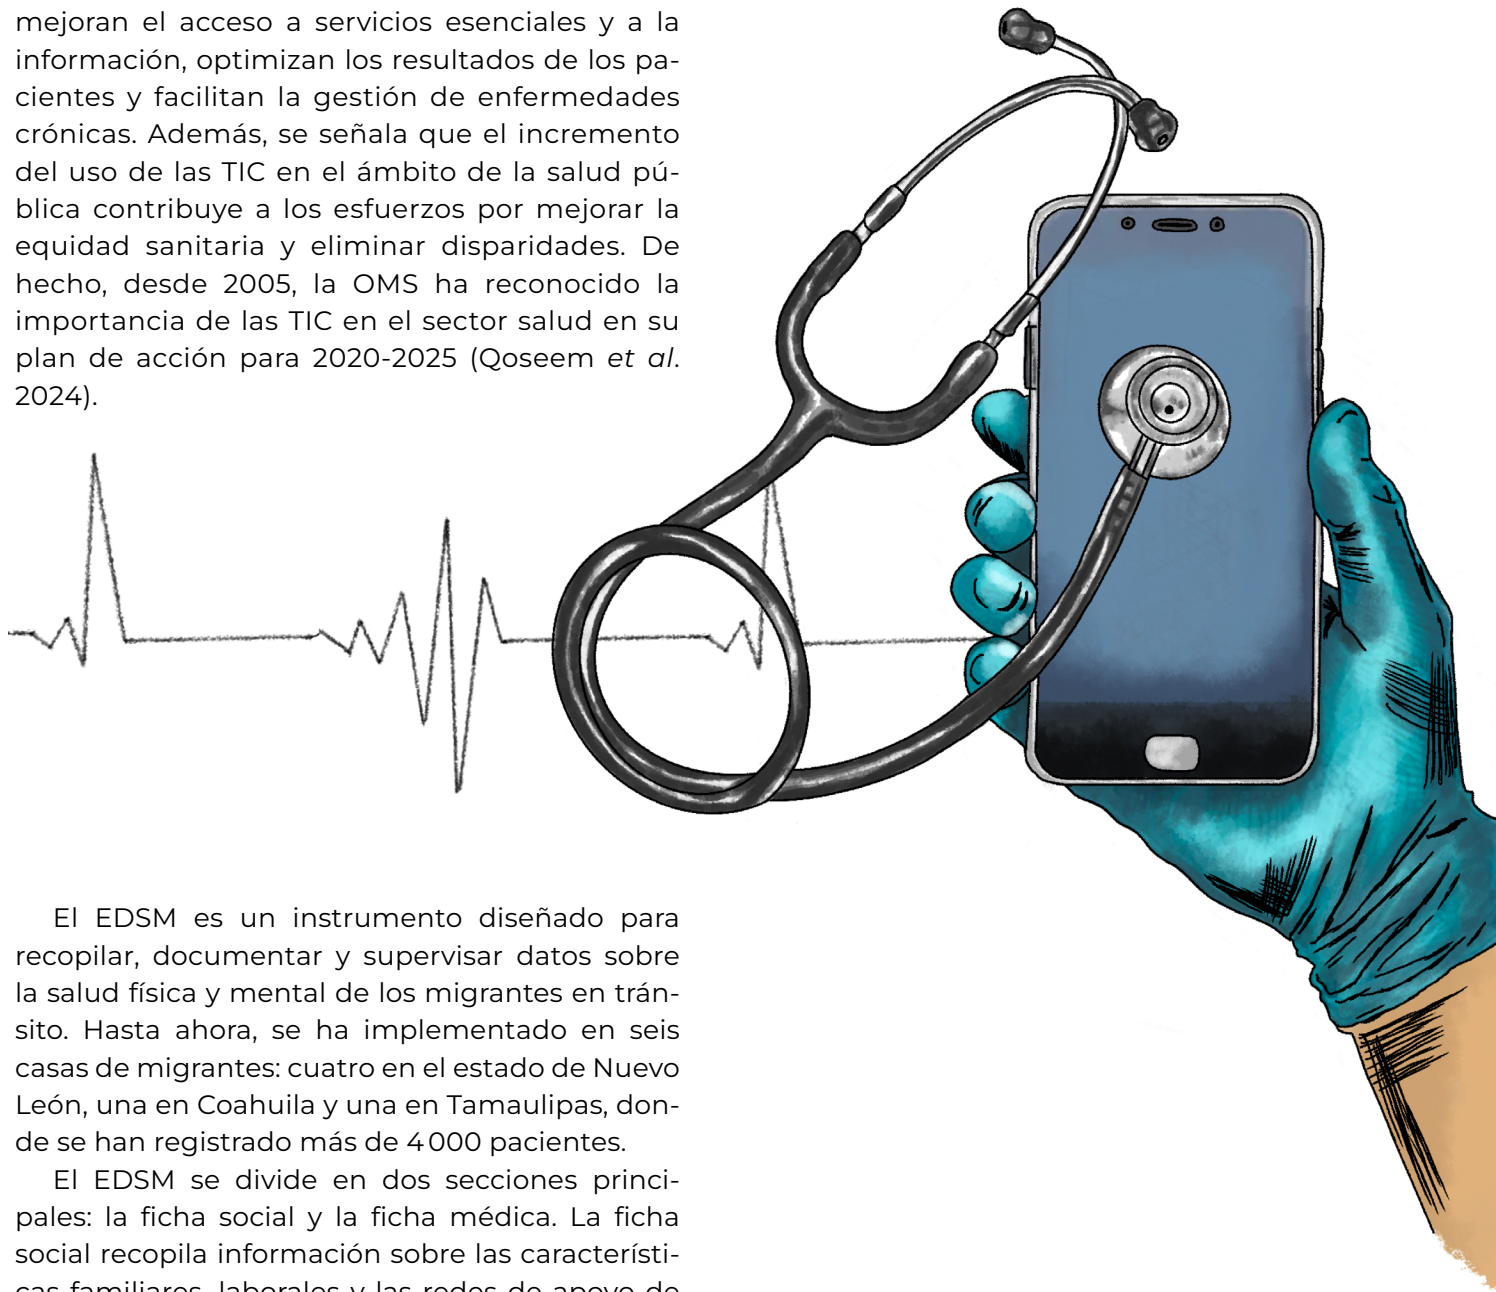 mejoran el acceso a servicios esenciales y a la
información, optimizan los resultados de los pa-
cientes y facilitan la gestión de enfermedades
crónicas. Además, se señala que el incremento
del uso de las TIC en el ámbito de la salud pú-
blica contribuye a los esfuerzos por mejorar la
equidad sanitaria y eliminar disparidades. De
hecho, desde 2005, la OMS ha reconocido la
importancia de las TIC en el sector salud en su
plan de acción para 2020-2025 (Qoseem et al.
2024).
El EDSM es un instrumento diseñado para
recopilar, documentar y supervisar datos sobre
la salud física y mental de los migrantes en trán-
sito. Hasta ahora, se ha implementado en seis
casas de migrantes: cuatro en el estado de Nuevo
León, una en Coahuila y una en Tamaulipas, don-
de se han registrado más de 4 000 pacientes.
El EDSM se divide en dos secciones princi-
pales: la ficha social y la ficha médica. La ficha
social recopila información sobre las característi-
cas familiares, laborales y las redes de apoyo de